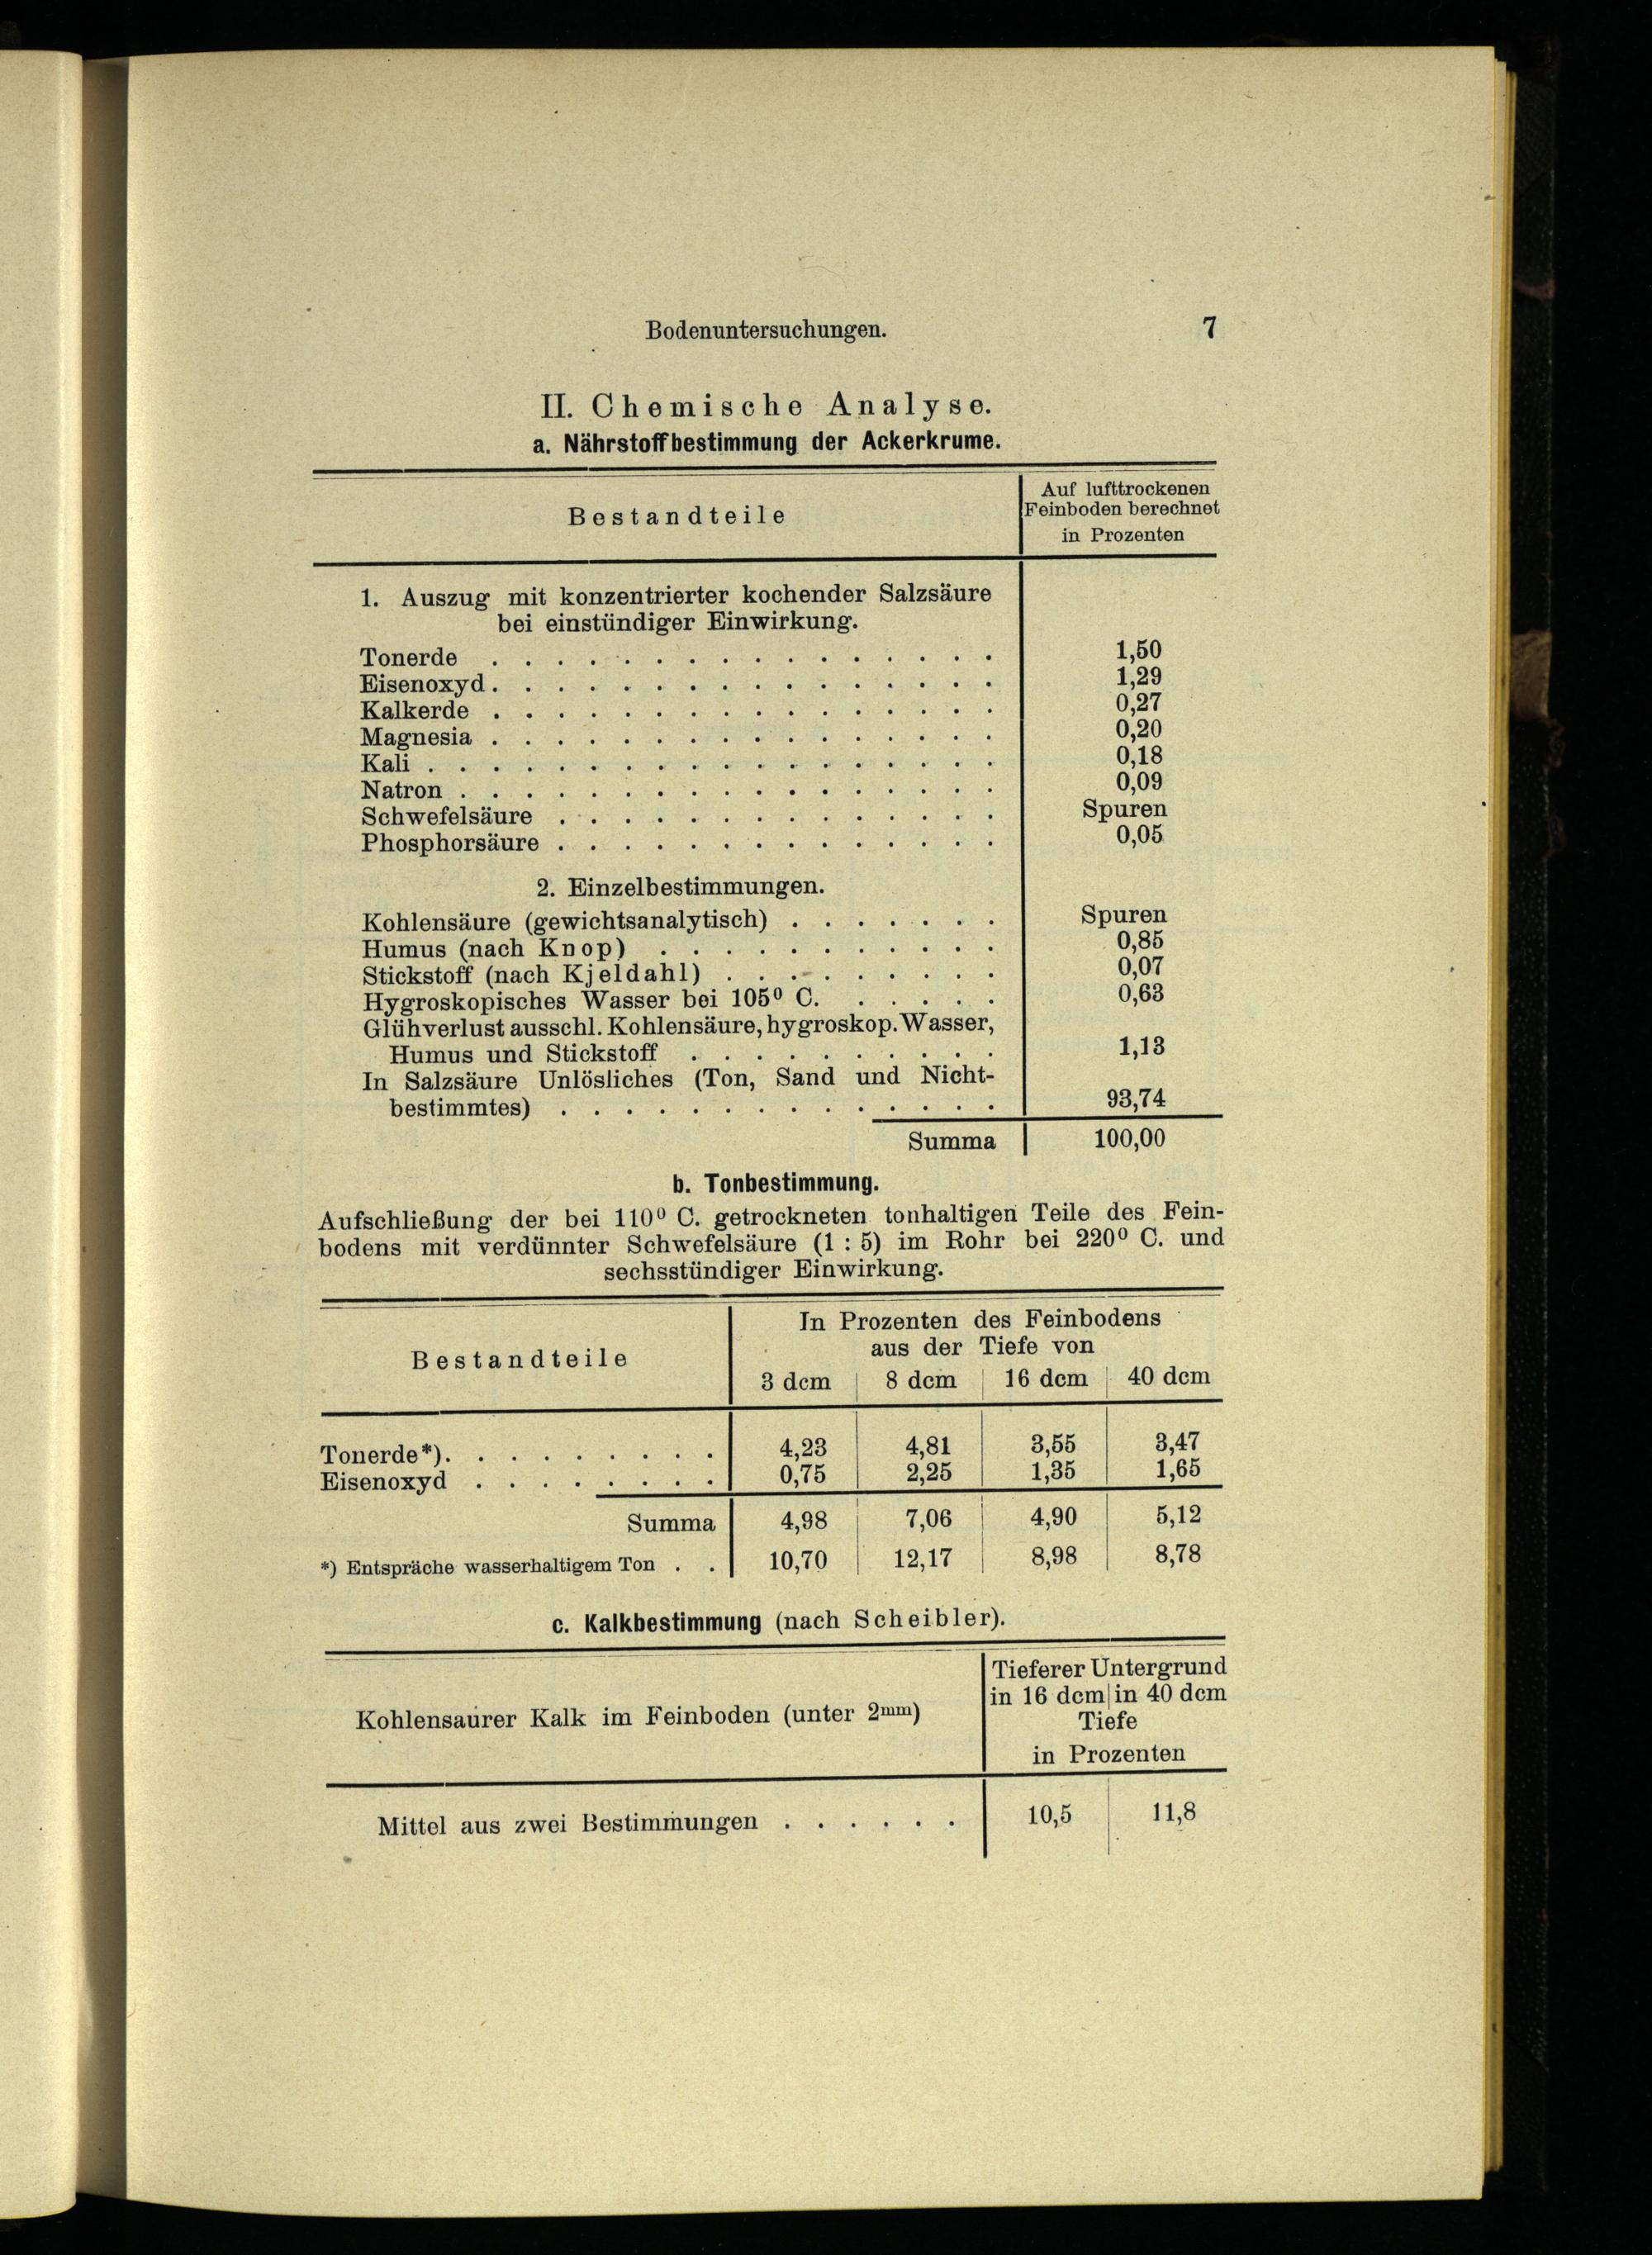 Bodenuntersuchungen. 7
II. Chemische Analyse.
a. Nährstoffbestimmung der Ackerkrume.
Bestandteile
Auf lufttrockenen
Feinboden berechnet
in Prozenten
1. Auszug mit konzentrierter kochender Salzsäure
bei einstündiger Einwirkung.
Tonerde . . . . . . . . . . . . . . . . 1,50
Eisenoxyd . . . . . . . . . . . . . . . . 1,29
Kalkerde . . . . . . . . . . . . . . . . 0,27
Magnesia . . . . . . . . . . . . . . . . 0,20
Kali . . . . . . . . . . . . . . . . . . 0,18
Natron . . . . . . . . . . . . . . . . . 0,09
Schwefelsäure . . . . . . . . . . . . . . Spuren
Phosphorsäure . . . . . . . . . . . . . . 0,05
2. Einzelbestimmungen.
Kohlensäure (gewichtsanalytisch) . . . . . . . Spuren
Humus (nach Knop) . . . . . . . . . . . 0,85
Stickstoff (nach Kjeldahl) . . . . . . . . . 0,07
Hygroskopisches Wasser bei 105⁰ C. . . . . . 0,63
Glühverlust ausschl. Kohlensäure, hygroskop. Wasser,
Humus und Stickstoff . . . . . . . . . . 1,13
In Salzsäure Unlösliches (Ton, Sand und Nicht-
bestimmtes) . . . . . . . . . . . . . . 93,74
Summa 100,00
b. Tonbestimmung.
Aufschließung der bei 110⁰ C. getrockneten tonhaltigen Teile des Fein-
bodens mit verdünnter Schwefelsäure (1 : 5) im Rohr bei 220⁰ C. und
sechsstündiger Einwirkung.
Bestandteile
In Prozenten des Feinbodens
aus der Tiefe von
3 dcm 8 dcm 16 dcm 40 dcm
Tonerde*) . . . . . . . . . 4,23 4,81 3,55 3,47
Eisenoxyd . . . . . . . . 0,75 2,25 1,35 1,65
Summa 4,98 7,06 4,90 5,12
*) Entspräche wasserhaltigem Ton . . 10,70 12,17 8,98 8,78
c. Kalkbestimmung (nach Scheibler).
Kohlensaurer Kalk im Feinboden (unter 2mm)
Tieferer Untergrund
in 16 dcm in 40 dcm
Tiefe
in Prozenten
Mittel aus zwei Bestimmungen . . . . . . 10,5 11,8